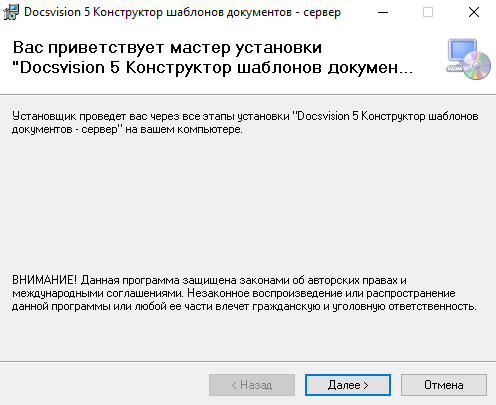 Docsvision 5 Конструктор шаблонов документов - сервер
Вас приветствует мастер установки
"Docsvision 5 Конструктор шаблонов докумен...
Установщик проведет вас через все этапы установки "Docsvision 5 Конструктор шаблонов
документов - сервер" на вашем компьютере.
ВНИМАНИЕ! Данная программа защищена законами об авторских правах и
международными соглашениями. Незаконное воспроизведение или распространение
данной программы или любой ее части влечет гражданскую и уголовную ответственность.
< Назад
Далее >
Отмена